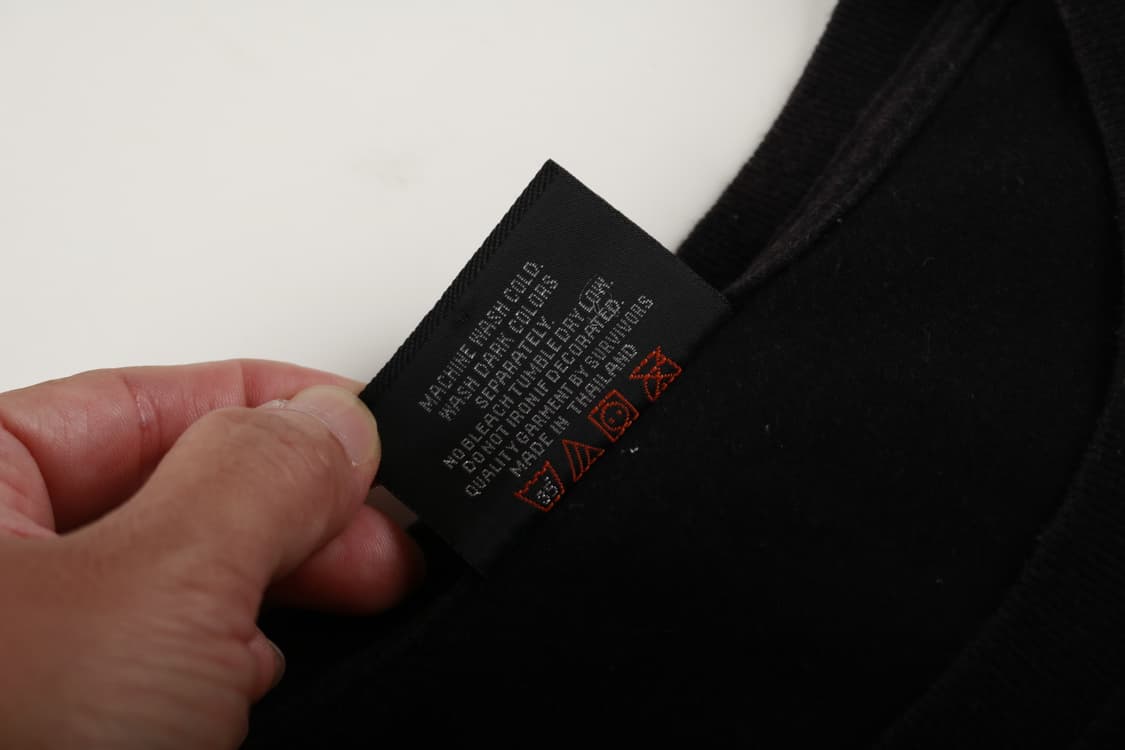 MACHINE WASH COLD.
WASH DARK COLORS
SEPARATELY.
NO BLEACH TUMBLE DRY LOW.
DO NOT IRON IF DECORATED.
QUALITY GARMENT BY SURVIVORS
MADE IN THAILAND
35